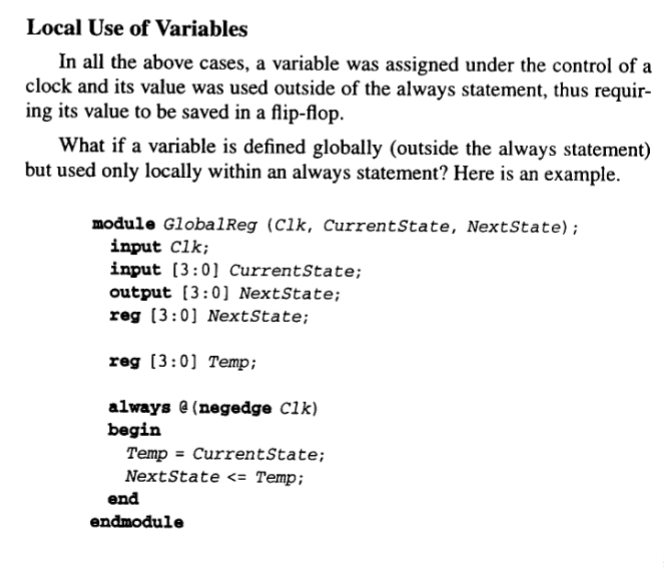 Local Use of Variables
In all the above cases, a variable was assigned under the control of a
clock and its value was used outside of the always statement, thus requir-
ing its value to be saved in a flip-flop.
What if a variable is defined globally (outside the always statement)
but used only locally within an always statement? Here is an example.
module GlobalReg (Clk, CurrentState, NextState);
input Clk;
input [3:0] CurrentState;
output [3:0] NextState;
reg [3:0] NextState;
reg [3:0] Temp;
always @(negedge Clk)
begin
Temp = CurrentState;
NextState <= Temp;
end
endmodule